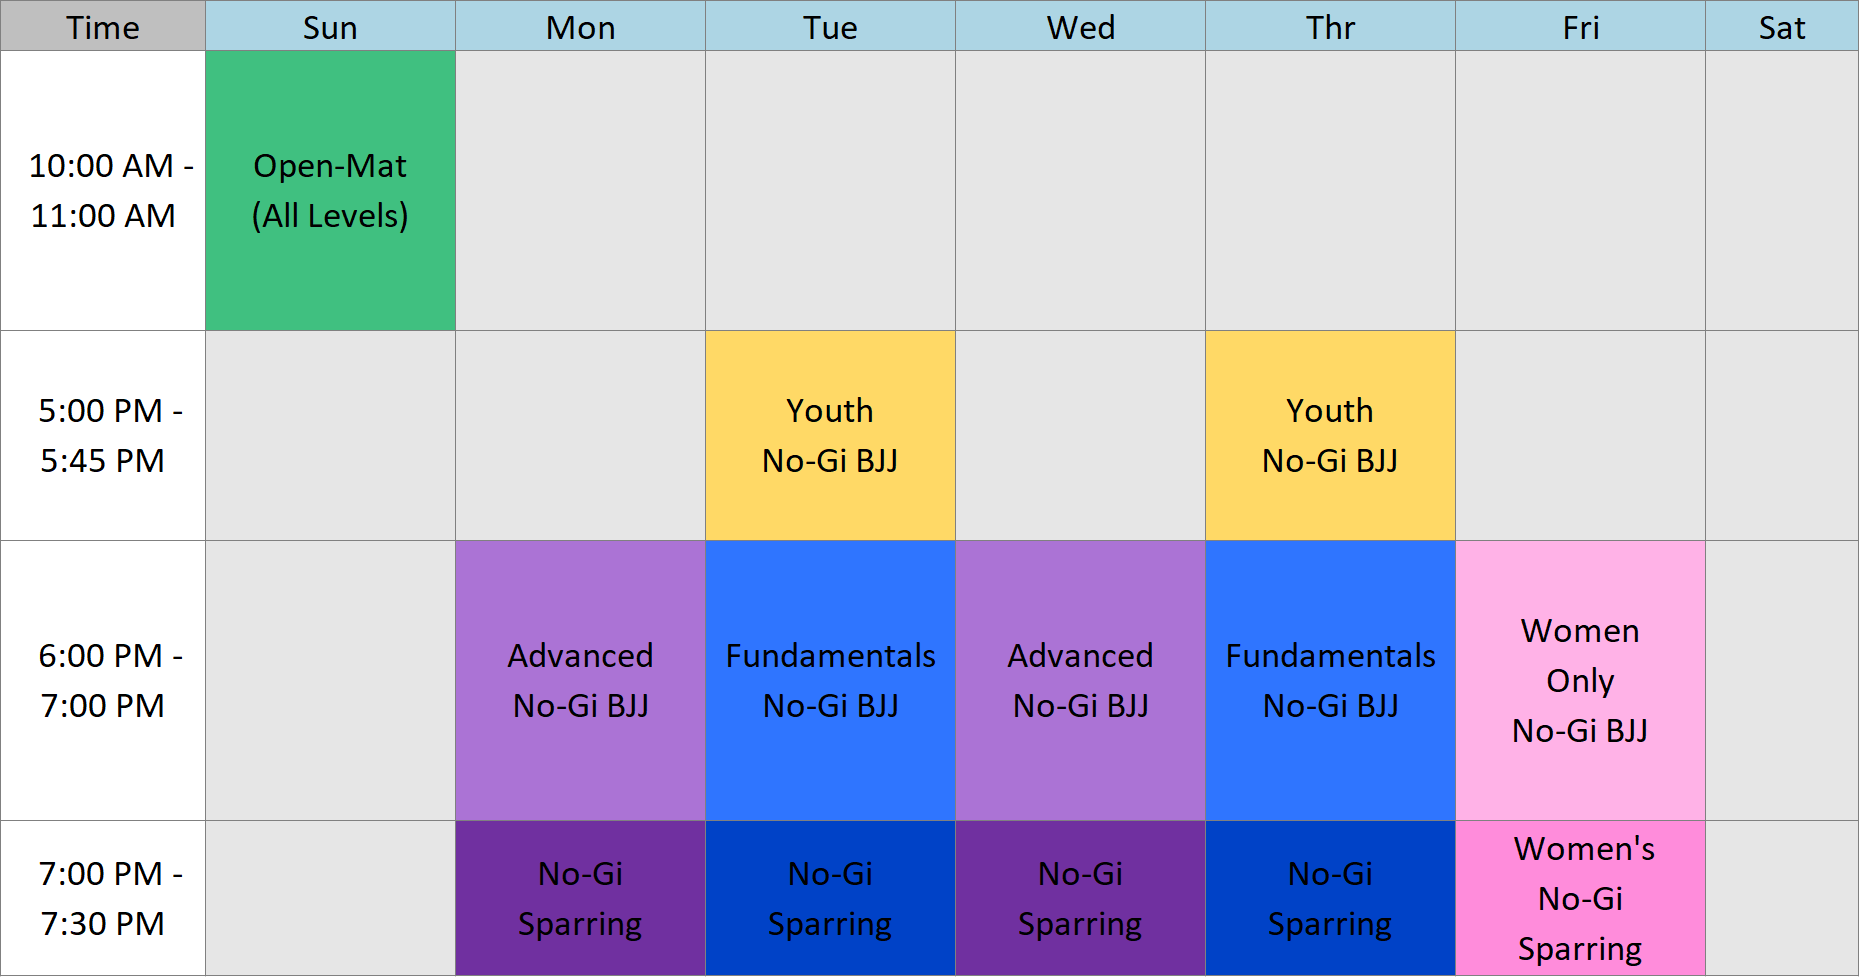 Time Sun Mon Tue Wed Thr Fri Sat
10:00 AM -
11:00 AM
Open-Mat
(All Levels)
5:00 PM -
5:45 PM
Youth
No-Gi BJJ
Youth
No-Gi BJJ
6:00 PM -
7:00 PM
Advanced
No-Gi BJJ
Fundamentals
No-Gi BJJ
Advanced
No-Gi BJJ
Fundamentals
No-Gi BJJ
Women
Only
No-Gi BJJ
7:00 PM -
7:30 PM
No-Gi
Sparring
No-Gi
Sparring
No-Gi
Sparring
No-Gi
Sparring
Women's
No-Gi
Sparring